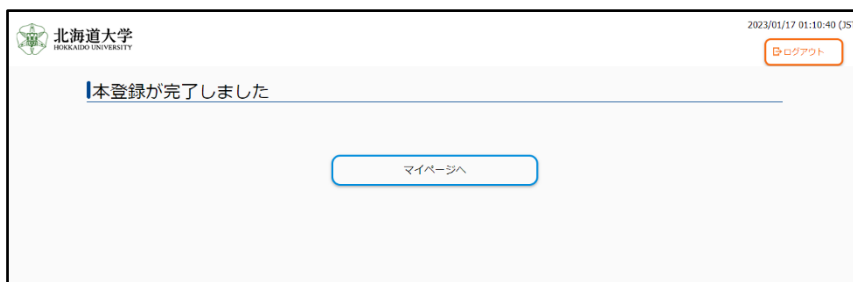 北海道大学
HOKKAIDO UNIVERSITY
2023/01/17 01:10:40 (JS
ログアウト
本登録が完了しました
マイページへ